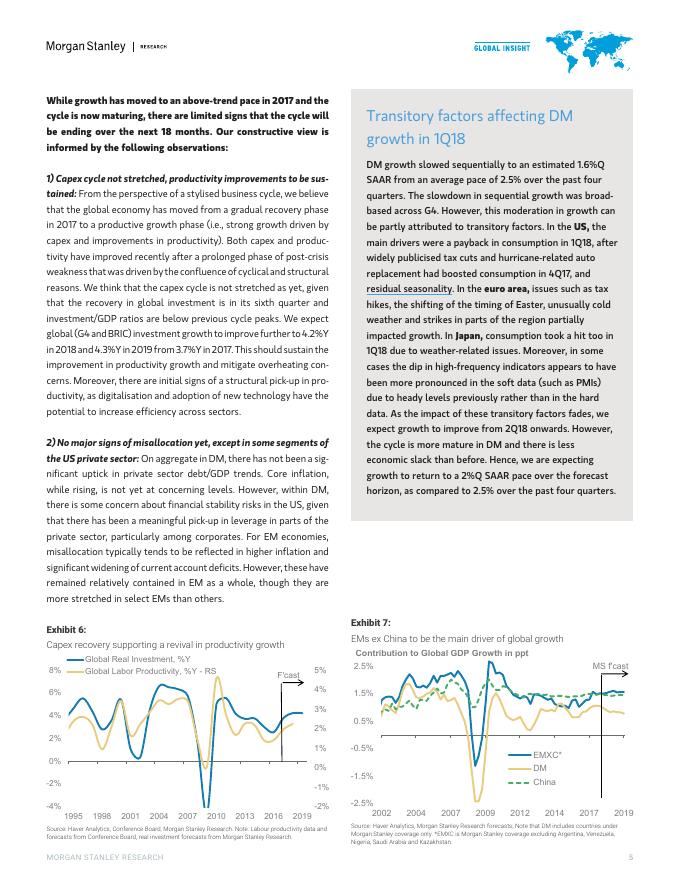 Morgan Stanley | RESEARCH
GLOBAL INSIGHT
While growth has moved to an above-trend pace in 2017 and the
cycle is now maturing, there are limited signs that the cycle will
be ending over the next 18 months. Our constructive view is
informed by the following observations:
1) Capex cycle not stretched, productivity improvements to be sus-
tained: From the perspective of a stylised business cycle, we believe
that the global economy has moved from a gradual recovery phase
in 2017 to a productive growth phase (i.e., strong growth driven by
capex and improvements in productivity). Both capex and produc-
tivity have improved recently after a prolonged phase of post-crisis
weakness that was driven by the confluence of cyclical and structural
reasons. We think that the capex cycle is not stretched as yet, given
that the recovery in global investment is in its sixth quarter and
investment/GDP ratios are below previous cycle peaks. We expect
global (G4 and BRIC) investment growth to improve further to 4.2%Y
in 2018 and 4.3%Y in 2019 from 3.7%Y in 2017. This should sustain the
improvement in productivity growth and mitigate overheating con-
cerns. Moreover, there are initial signs of a structural pick-up in pro-
ductivity, as digitalisation and adoption of new technology have the
potential to increase efficiency across sectors.
2) No major signs of misallocation yet, except in some segments of
the US private sector: On aggregate in DM, there has not been a sig-
nificant uptick in private sector debt/GDP trends. Core inflation,
while rising, is not yet at concerning levels. However, within DM,
there is some concern about financial stability risks in the US, given
that there has been a meaningful pick-up in leverage in parts of the
private sector, particularly among corporates. For EM economies,
misallocation typically tends to be reflected in higher inflation and
significant widening of current account deficits. However, these have
remained relatively contained in EM as a whole, though they are
more stretched in select EMs than others.
Transitory factors affecting DM
growth in 1Q18
DM growth slowed sequentially to an estimated 1.6%Q
SAAR from an average pace of 2.5% over the past four
quarters. The slowdown in sequential growth was broad-
based across G4. However, this moderation in growth can
be partly attributed to transitory factors. In the US, the
main drivers were a payback in consumption in 1Q18, after
widely publicised tax cuts and hurricane-related auto
replacement had boosted consumption in 4Q17, and
residual seasonality. In the euro area, issues such as tax
hikes, the shifting of the timing of Easter, unusually cold
weather and strikes in parts of the region partially
impacted growth. In Japan, consumption took a hit too in
1Q18 due to weather-related issues. Moreover, in some
cases the dip in high-frequency indicators appears to have
been more pronounced in the soft data (such as PMIs)
due to heady levels previously rather than in the hard
data. As the impact of these transitory factors fades, we
expect growth to improve from 2Q18 onwards. However,
the cycle is more mature in DM and there is less
economic slack than before. Hence, we are expecting
growth to return to a 2%Q SAAR pace over the forecast
horizon, as compared to 2.5% over the past four quarters.
Exhibit 6:
Capex recovery supporting a revival in productivity growth
Global Real Investment, %Y
Global Labor Productivity, %Y - RS
F'cast
8%
6%
4%
2%
0%
-2%
-4%
5%
4%
3%
2%
1%
0%
-1%
-2%
1995 1998 2001 2004 2007 2010 2013 2016 2019
Source: Haver Analytics, Conference Board, Morgan Stanley Research. Note: Labour productivity data and
forecasts from Conference Board, real investment forecasts from Morgan Stanley Research.
Exhibit 7:
EMs ex China to be the main driver of global growth
Contribution to Global GDP Growth in ppt
MS f'cast
2.5%
1.5%
0.5%
-0.5%
-1.5%
-2.5%
EMXC*
DM
China
2002 2004 2007 2009 2012 2014 2017 2019
Source: Haver Analytics, Morgan Stanley Research forecasts; Note that DM includes countries under
Morgan Stanley coverage only. *EMXC is Morgan Stanley coverage excluding Argentina, Venezuela,
Nigeria, Saudi Arabia and Kazakhstan.
MORGAN STANLEY RESEARCH
5